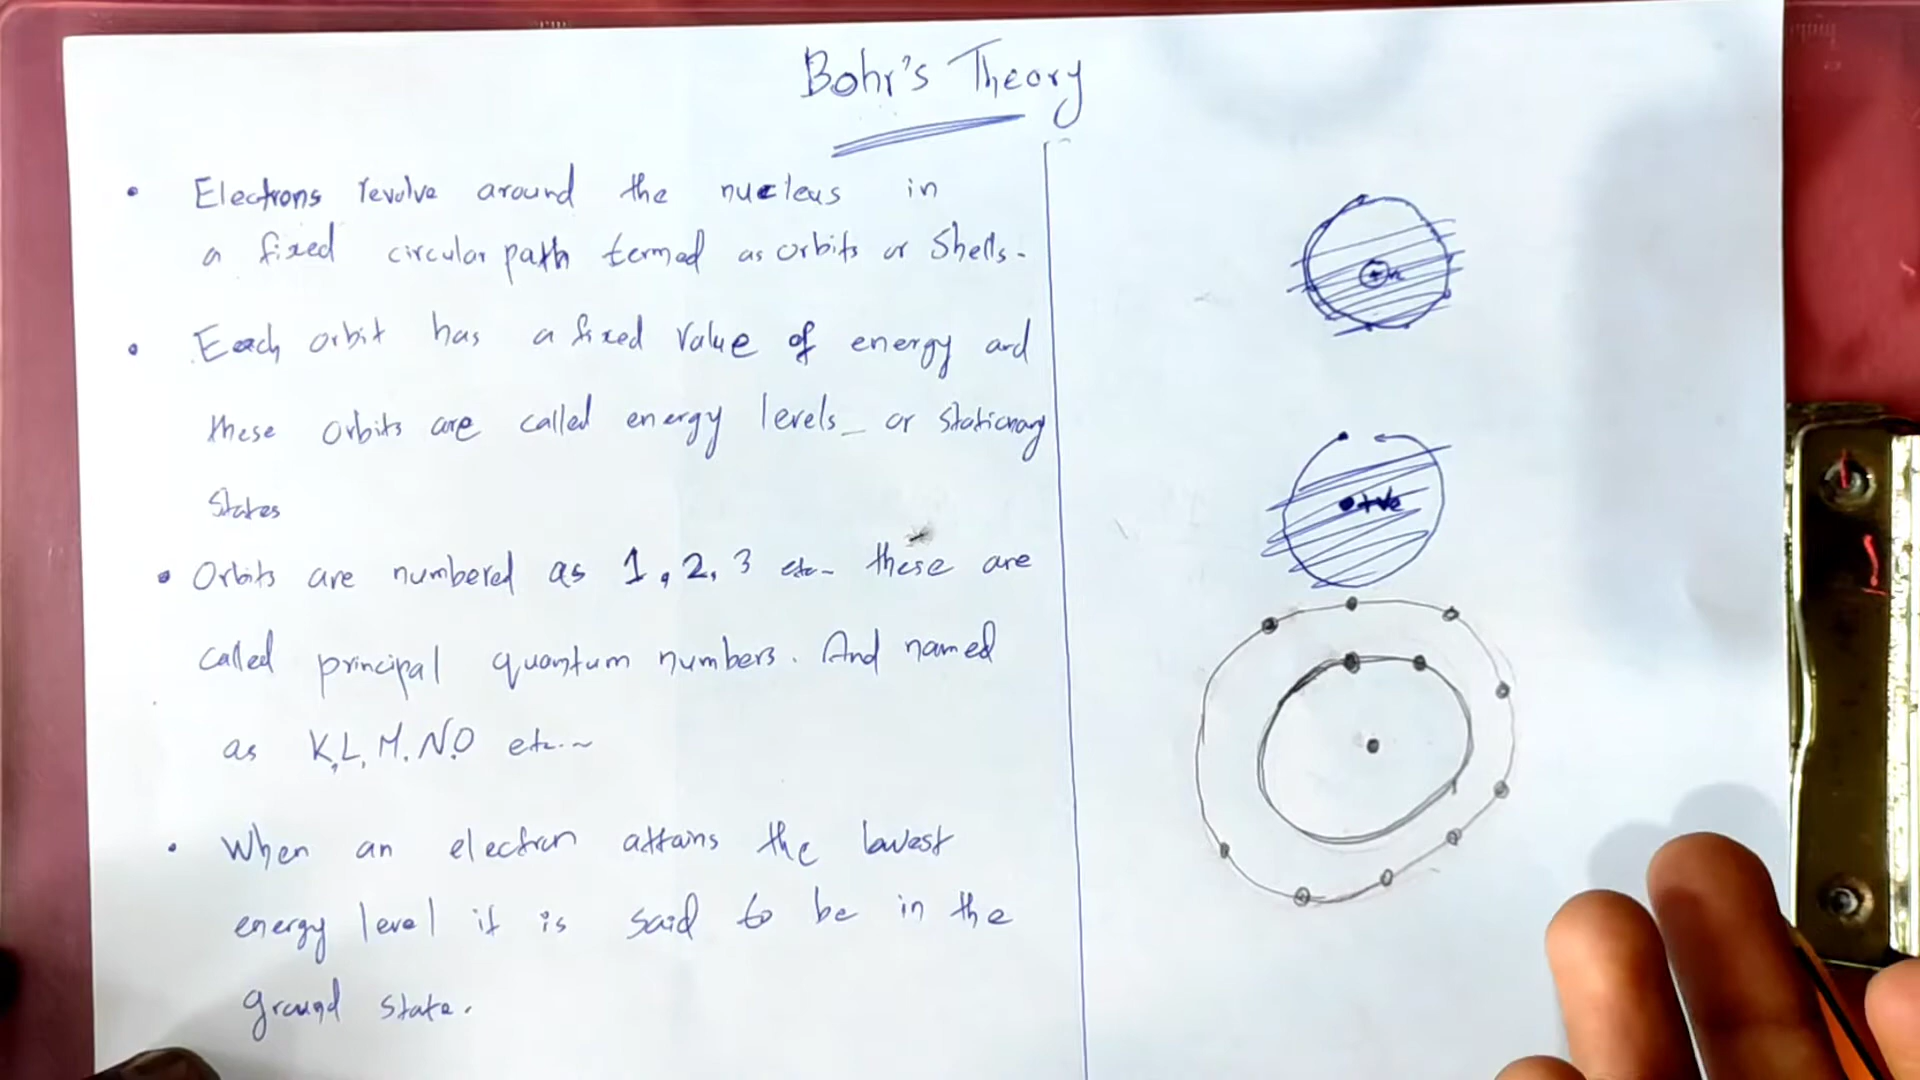 Bohr's Theory
• Electrons revolve around the nucleus in
a fixed circular path termed as orbits or Shells.
• Each orbit has a fixed value of energy and
these orbits are called energy levels or stationary
States
• Orbits are numbered as 1, 2, 3 etc. these are
called principal quantum numbers. And named
as K, L, M, N, O etc..
• When an electron attains the lowest
energy level it is said to be in the
ground state.
+ve